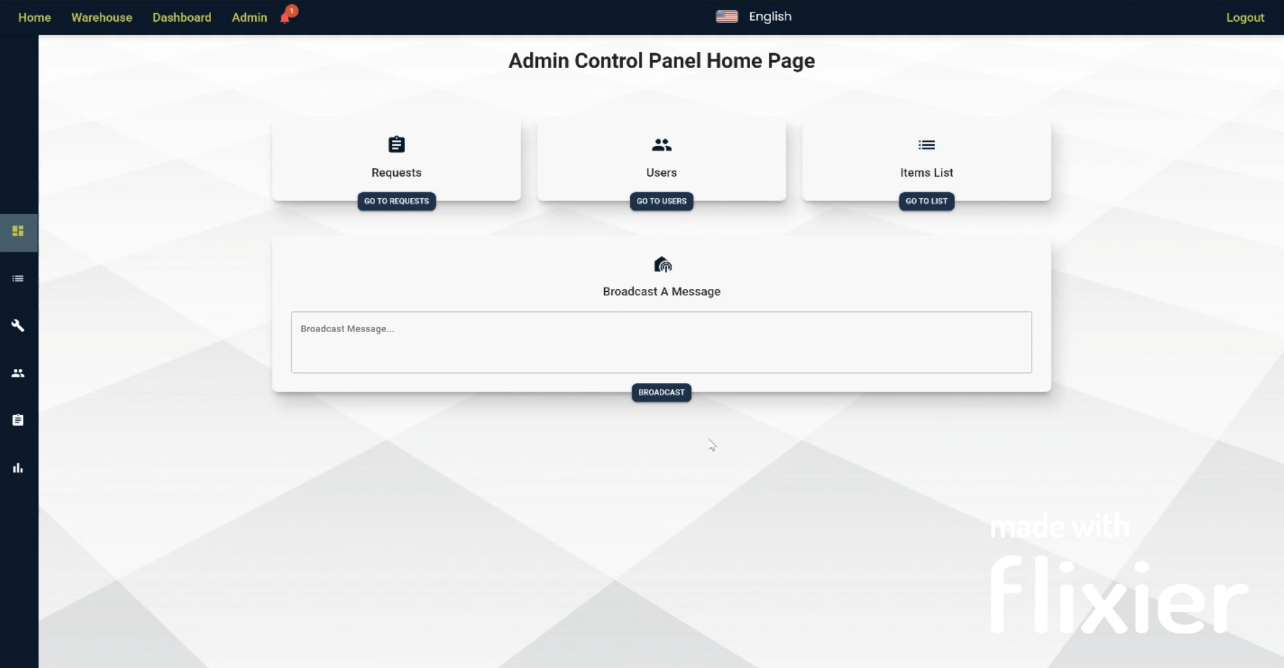 Home Warehouse Dashboard Admin 1 English Logout
Admin Control Panel Home Page
Requests Users Items List
GO TO REQUESTS GO TO USERS GO TO LIST
Broadcast A Message
Broadcast Message...
BROADCAST
made with
flixier